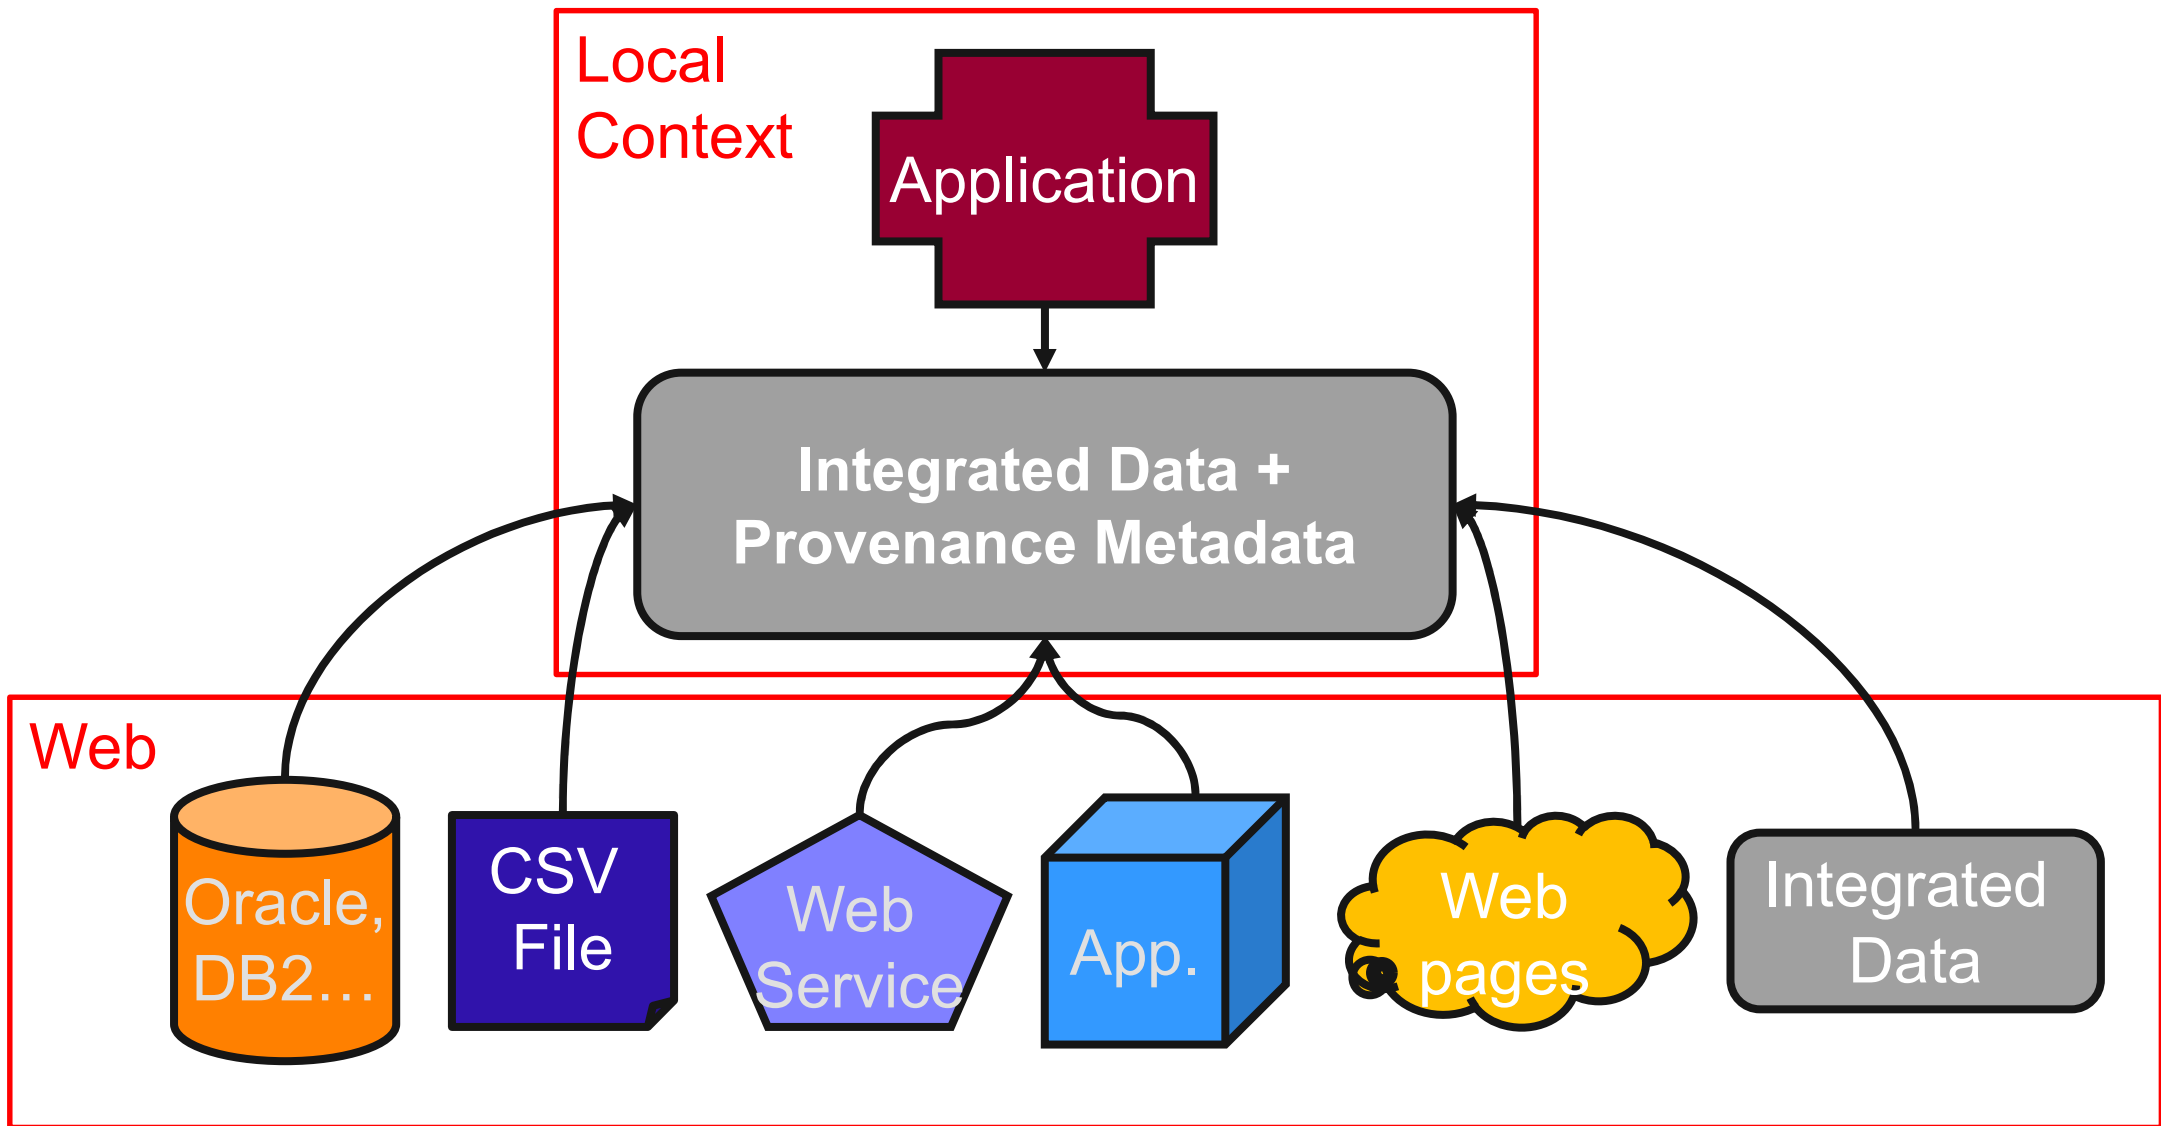 Local
Context
Application
Integrated Data +
Provenance Metadata
Web
Oracle,
DB2…
CSV
File
Web
Service
App.
Web
pages
Integrated
Data